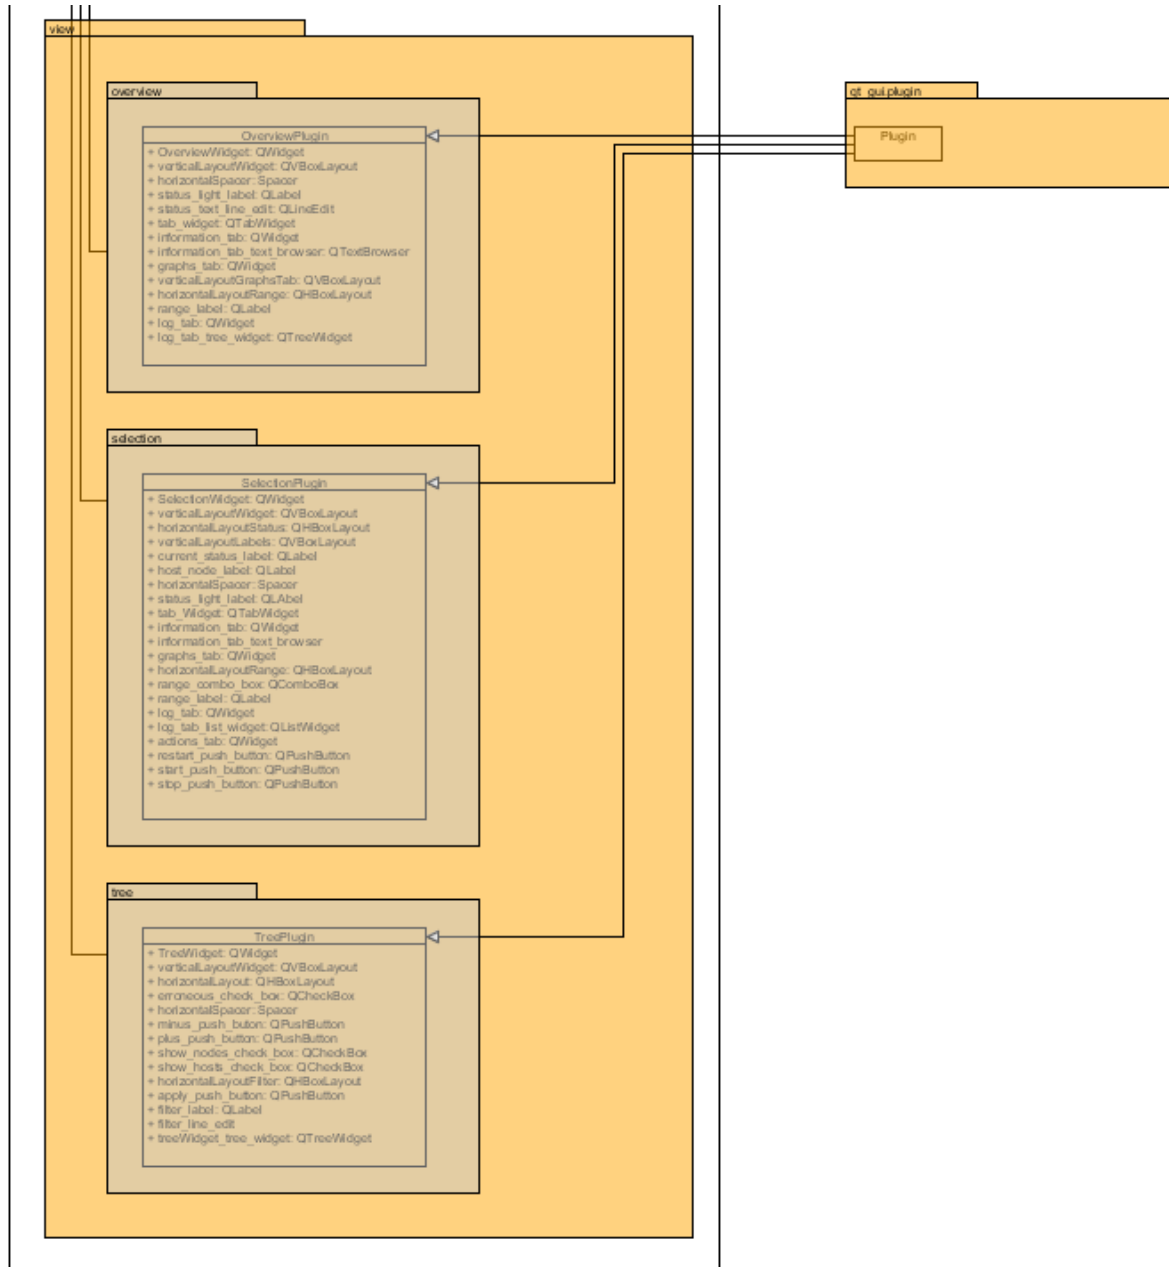 view
overview
qt_gui.plugin
OverviewPlugin
Plugin
+ OverviewWidget: QWidget
+ verticalLayoutWidget: QVBoxLayout
+ horizontalSpacer: Spacer
+ status_light_label: QLabel
+ status_text_line_edit: QLineEdit
+ tab_widget: QTabWidget
+ information_tab: QWidget
+ information_tab_text_browser: QTextBrowser
+ graphs_tab: QWidget
+ verticalLayoutGraphsTab: QVBoxLayout
+ horizontalLayoutRange: QHBoxLayout
+ range_label: QLabel
+ log_tab: QWidget
+ log_tab_tree_widget: QTreeWidget
selection
SelectionPlugin
+ SelectionWidget: QWidget
+ verticalLayoutWidget: QVBoxLayout
+ horizontalLayoutStatus: QHBoxLayout
+ verticalLayoutLabels: QVBoxLayout
+ current_status_label: QLabel
+ host_node_label: QLabel
+ horizontalSpacer: Spacer
+ status_light_label: QLAbel
+ tab_Widget: QTabWidget
+ information_tab: QWidget
+ information_tab_text_browser
+ graphs_tab: QWidget
+ horizontalLayoutRange: QHBoxLayout
+ range_combo_box: QComboBox
+ range_label: QLabel
+ log_tab: QWidget
+ log_tab_list_widget:QListWidget
+ actions_tab: QWidget
+ restart_push_button: QPushButton
+ start_push_button: QPushButton
+ stop_push_button: QPushButton
tree
TreePlugin
+ TreeWidget: QWidget
+ verticalLayoutWidget: QVBoxLayout
+ horizontalLayout: QHBoxLayout
+ erroneous_check_box: QCheckBox
+ horizontalSpacer: Spacer
+ minus_push_buton: QPushButton
+ plus_push_button: QPushButton
+ show_nodes_check_box: QCheckBox
+ show_hosts_check_box: QCheckBox
+ horizontalLayoutFilter: QHBoxLayout
+ apply_push_button: QPushButton
+ filter_label: QLabel
+ filter_line_edit
+ treeWidget_tree_widget: QTreeWidget